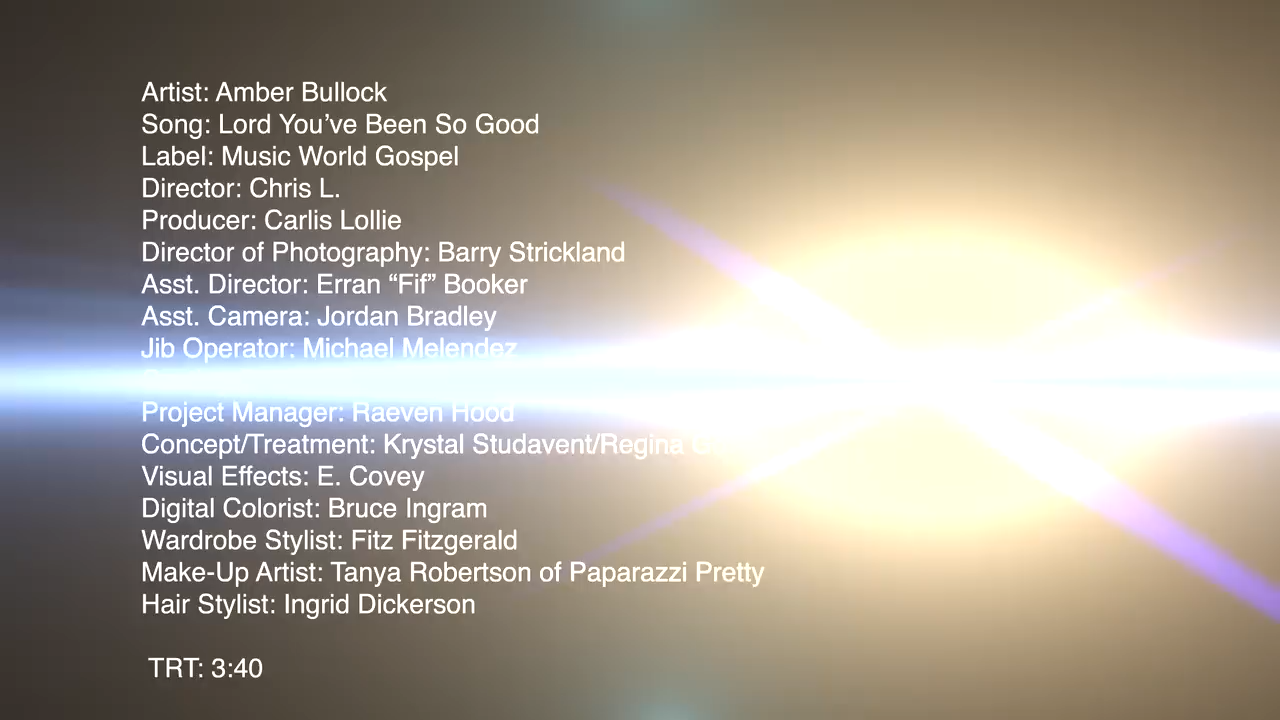 Artist: Amber Bullock
Song: Lord You’ve Been So Good
Label: Music World Gospel
Director: Chris L.
Producer: Carlis Lollie
Director of Photography: Barry Strickland
Asst. Director: Erran “Fif” Booker
Asst. Camera: Jordan Bradley
Jib Operator: Michael Melendez
Project Manager: Raeven Hood
Concept/Treatment: Krystal Studavent/Regina
Visual Effects: E. Covey
Digital Colorist: Bruce Ingram
Wardrobe Stylist: Fitz Fitzgerald
Make-Up Artist: Tanya Robertson of Paparazzi Pretty
Hair Stylist: Ingrid Dickerson
TRT: 3:40